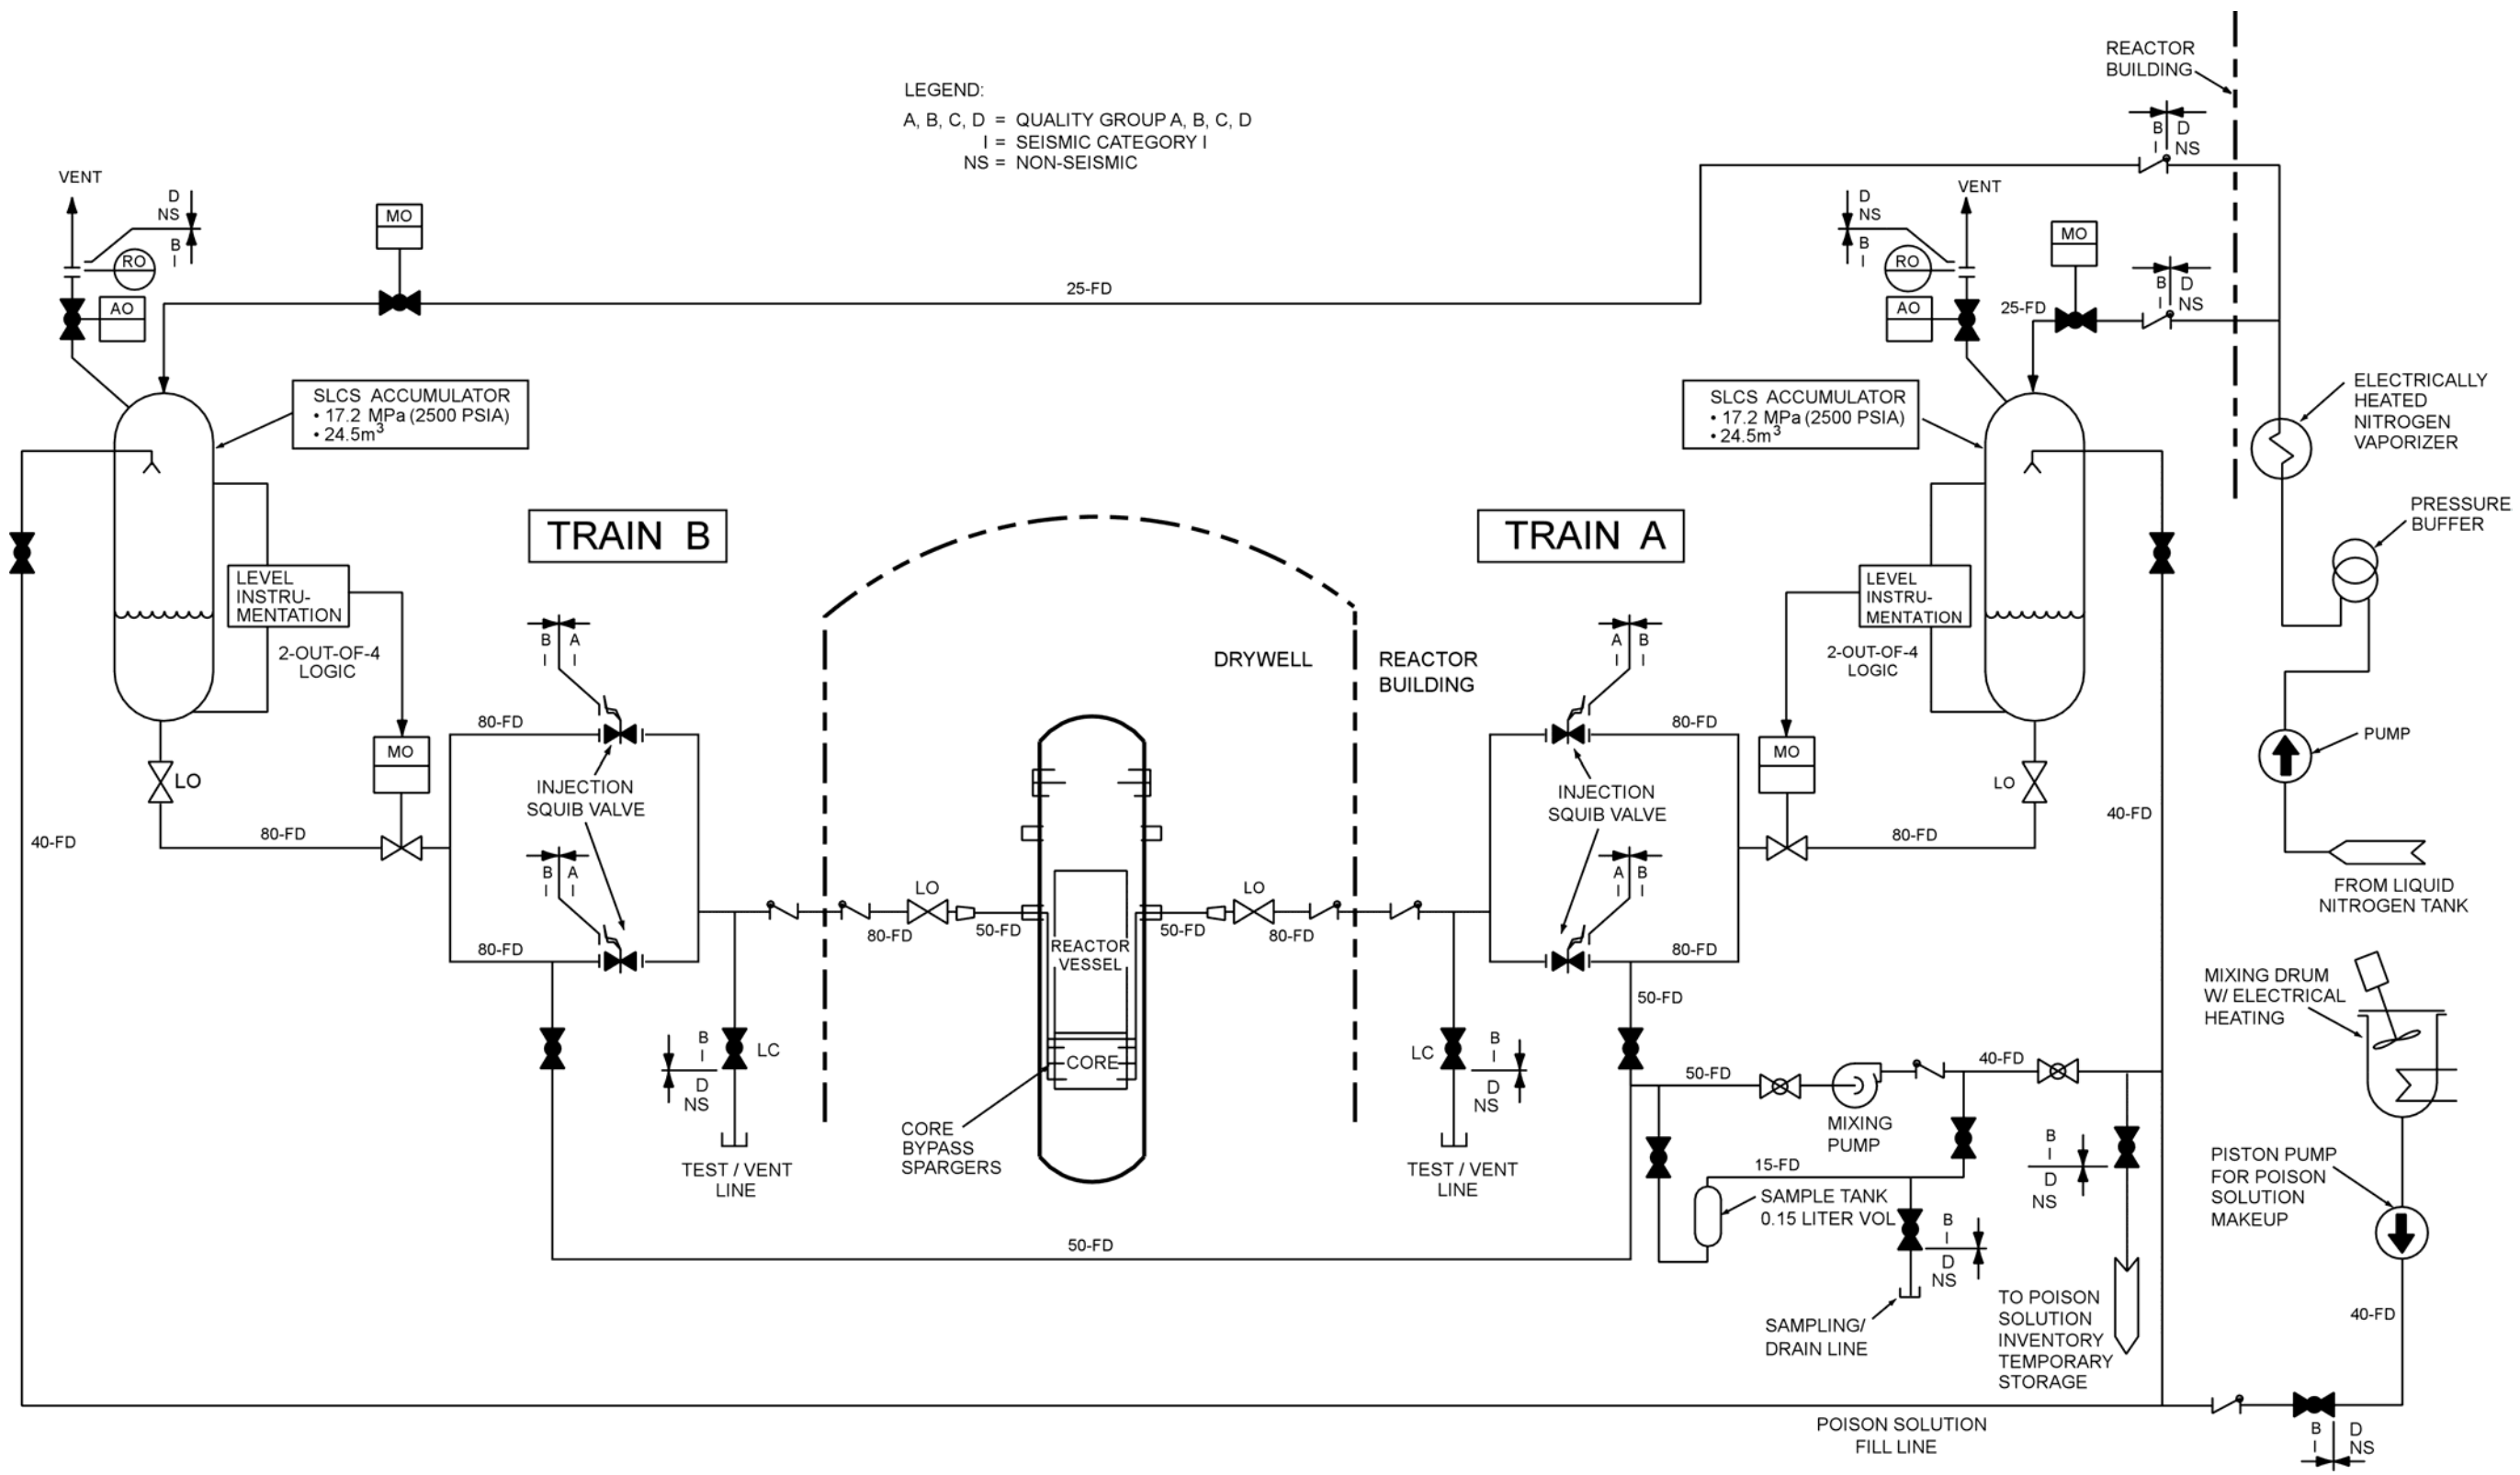 REACTOR
BUILDING
LEGEND:
A, B, C, D = QUALITY GROUP A, B, C, D
I = SEISMIC CATEGORY I
NS = NON-SEISMIC
B D
I NS
VENT
D
NS
B
I
RO
AO
MO
25-FD
VENT
D
NS
B
I
RO
AO
MO
25-FD
B D
I NS
SLCS ACCUMULATOR
• 17.2 MPa (2500 PSIA)
• 24.5m³
SLCS ACCUMULATOR
• 17.2 MPa (2500 PSIA)
• 24.5m³
ELECTRICALLY
HEATED
NITROGEN
VAPORIZER
PRESSURE
BUFFER
TRAIN B
TRAIN A
LEVEL
INSTRU-
MENTATION
2-OUT-OF-4
LOGIC
LEVEL
INSTRU-
MENTATION
2-OUT-OF-4
LOGIC
B A
I I
A B
I I
DRYWELL
REACTOR
BUILDING
80-FD
80-FD
MO
MO
PUMP
LO
LO
INJECTION
SQUIB VALVE
INJECTION
SQUIB VALVE
40-FD
80-FD
80-FD
40-FD
B A
I I
A B
I I
FROM LIQUID
NITROGEN TANK
LO
LO
80-FD
50-FD
50-FD
80-FD
80-FD
80-FD
REACTOR
VESSEL
CORE
50-FD
MIXING DRUM
W/ ELECTRICAL
HEATING
B
I
LC
D
NS
LC
B
I
D
NS
50-FD
40-FD
MIXING
PUMP
CORE
BYPASS
SPARGERS
TEST / VENT
LINE
TEST / VENT
LINE
15-FD
B
I
D
NS
PISTON PUMP
FOR POISON
SOLUTION
MAKEUP
SAMPLE TANK
0.15 LITER VOL
B
I
D
NS
50-FD
TO POISON
SOLUTION
INVENTORY
TEMPORARY
STORAGE
SAMPLING/
DRAIN LINE
40-FD
POISON SOLUTION
FILL LINE
B D
I NS